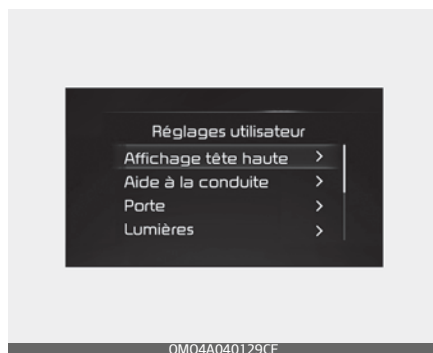 Réglages utilisateur
Affichage tête haute >
Aide à la conduite >
Porte >
Lumières >
OMQ4A040129CF